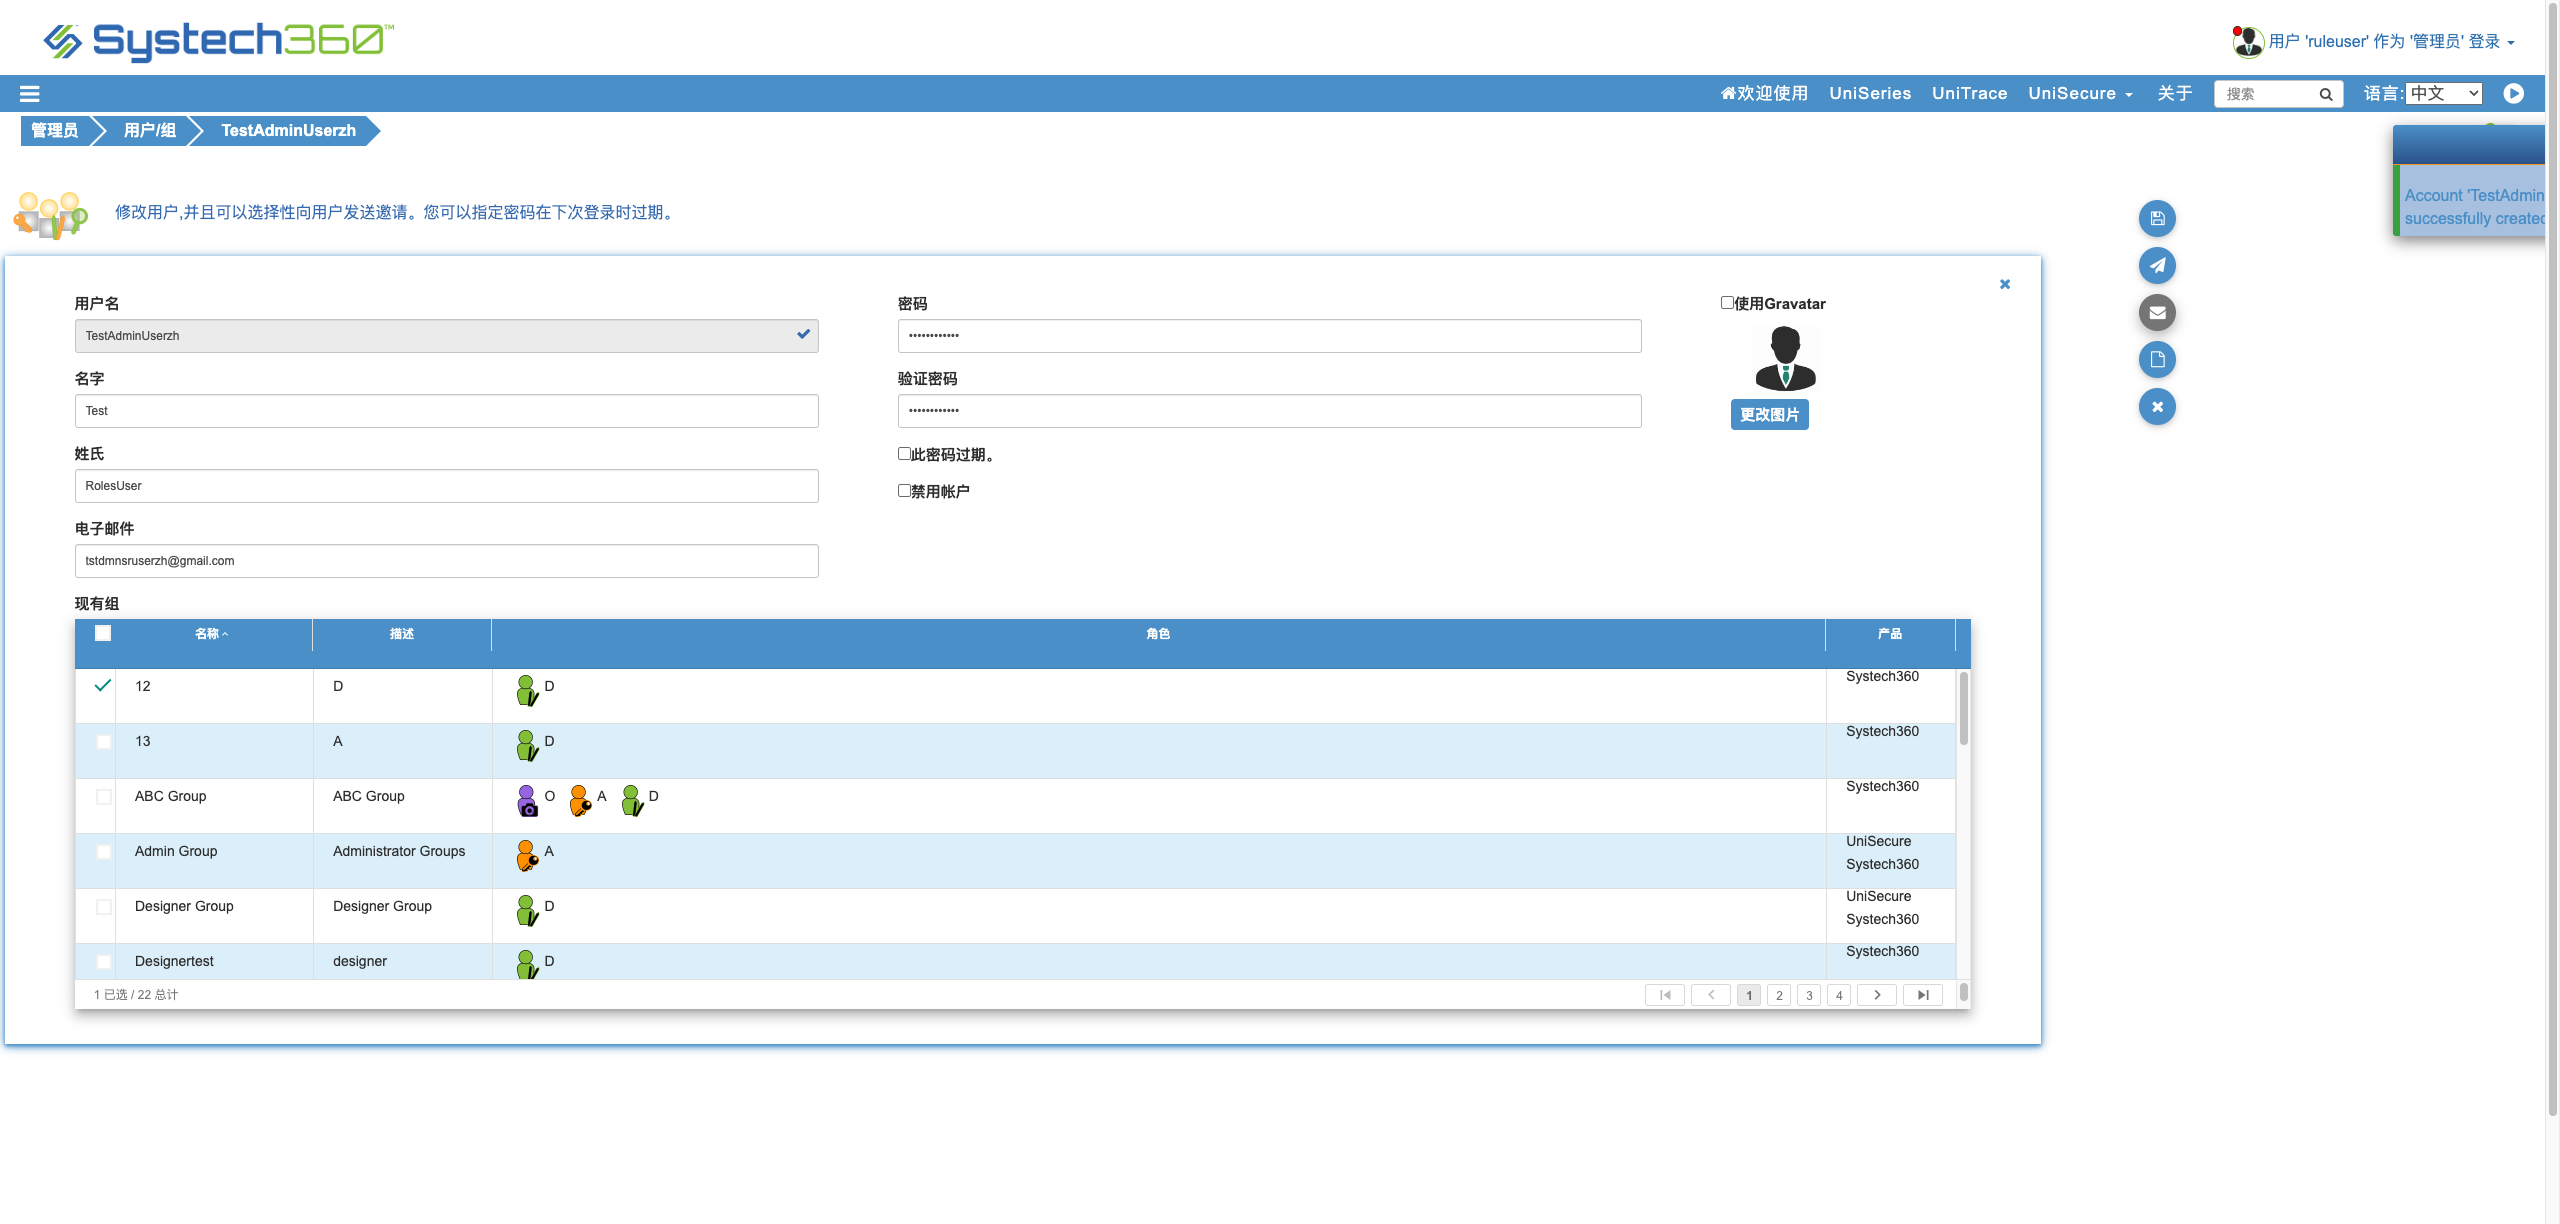 Systech360™
用户 'ruleuser' 作为 '管理员' 登录
欢迎使用 UniSeries UniTrace UniSecure 关于 搜索 语言: 中文
管理员 用户/组 TestAdminUserzh
Account 'TestAdmin
successfully created
修改用户,并且可以选择性向用户发送邀请。您可以指定密码在下次登录时过期。
用户名 密码 使用Gravatar
TestAdminUserzh ••••••••••••
名字 验证密码
Test ••••••••••••
更改图片
姓氏 此密码过期。
RolesUser
禁用帐户
电子邮件
tstdmnsruserzh@gmail.com
现有组
名称 描述 角色 产品
12 D D Systech360
13 A D Systech360
ABC Group ABC Group O A D Systech360
Admin Group Administrator Groups A UniSecure
Systech360
Designer Group Designer Group D UniSecure
Systech360
Designertest designer D Systech360
1 已选 / 22 总计 1 2 3 4